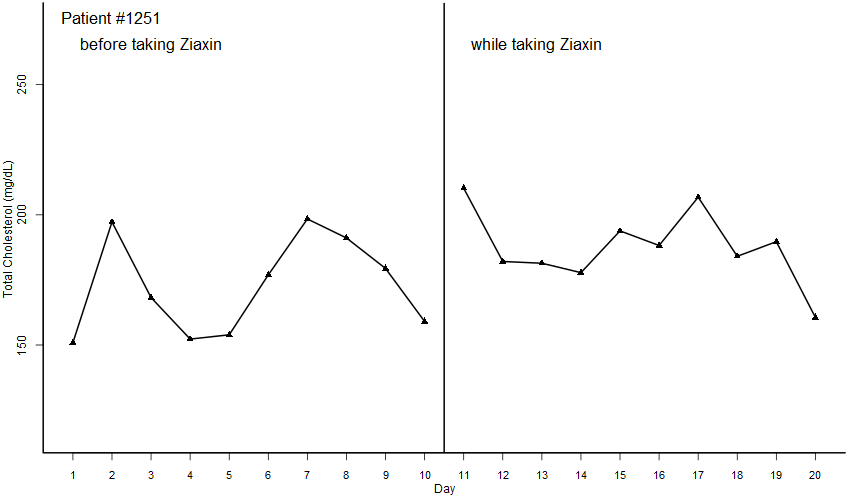 Patient #1251
before taking Ziaxin
while taking Ziaxin
Total Cholesterol (mg/dL)
250
200
150
1 2 3 4 5 6 7 8 9 10 11 12 13 14 15 16 17 18 19 20
Day